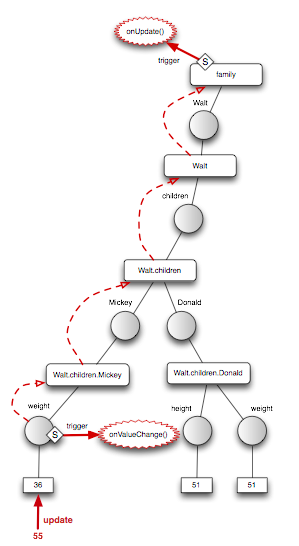 onUpdate()
S
trigger
family
Walt
Walt
children
Walt.children
Mickey
Donald
Walt.children.Mickey
Walt.children.Donald
weight
height
weight
trigger
S
onValueChange()
36
51
51
update
55